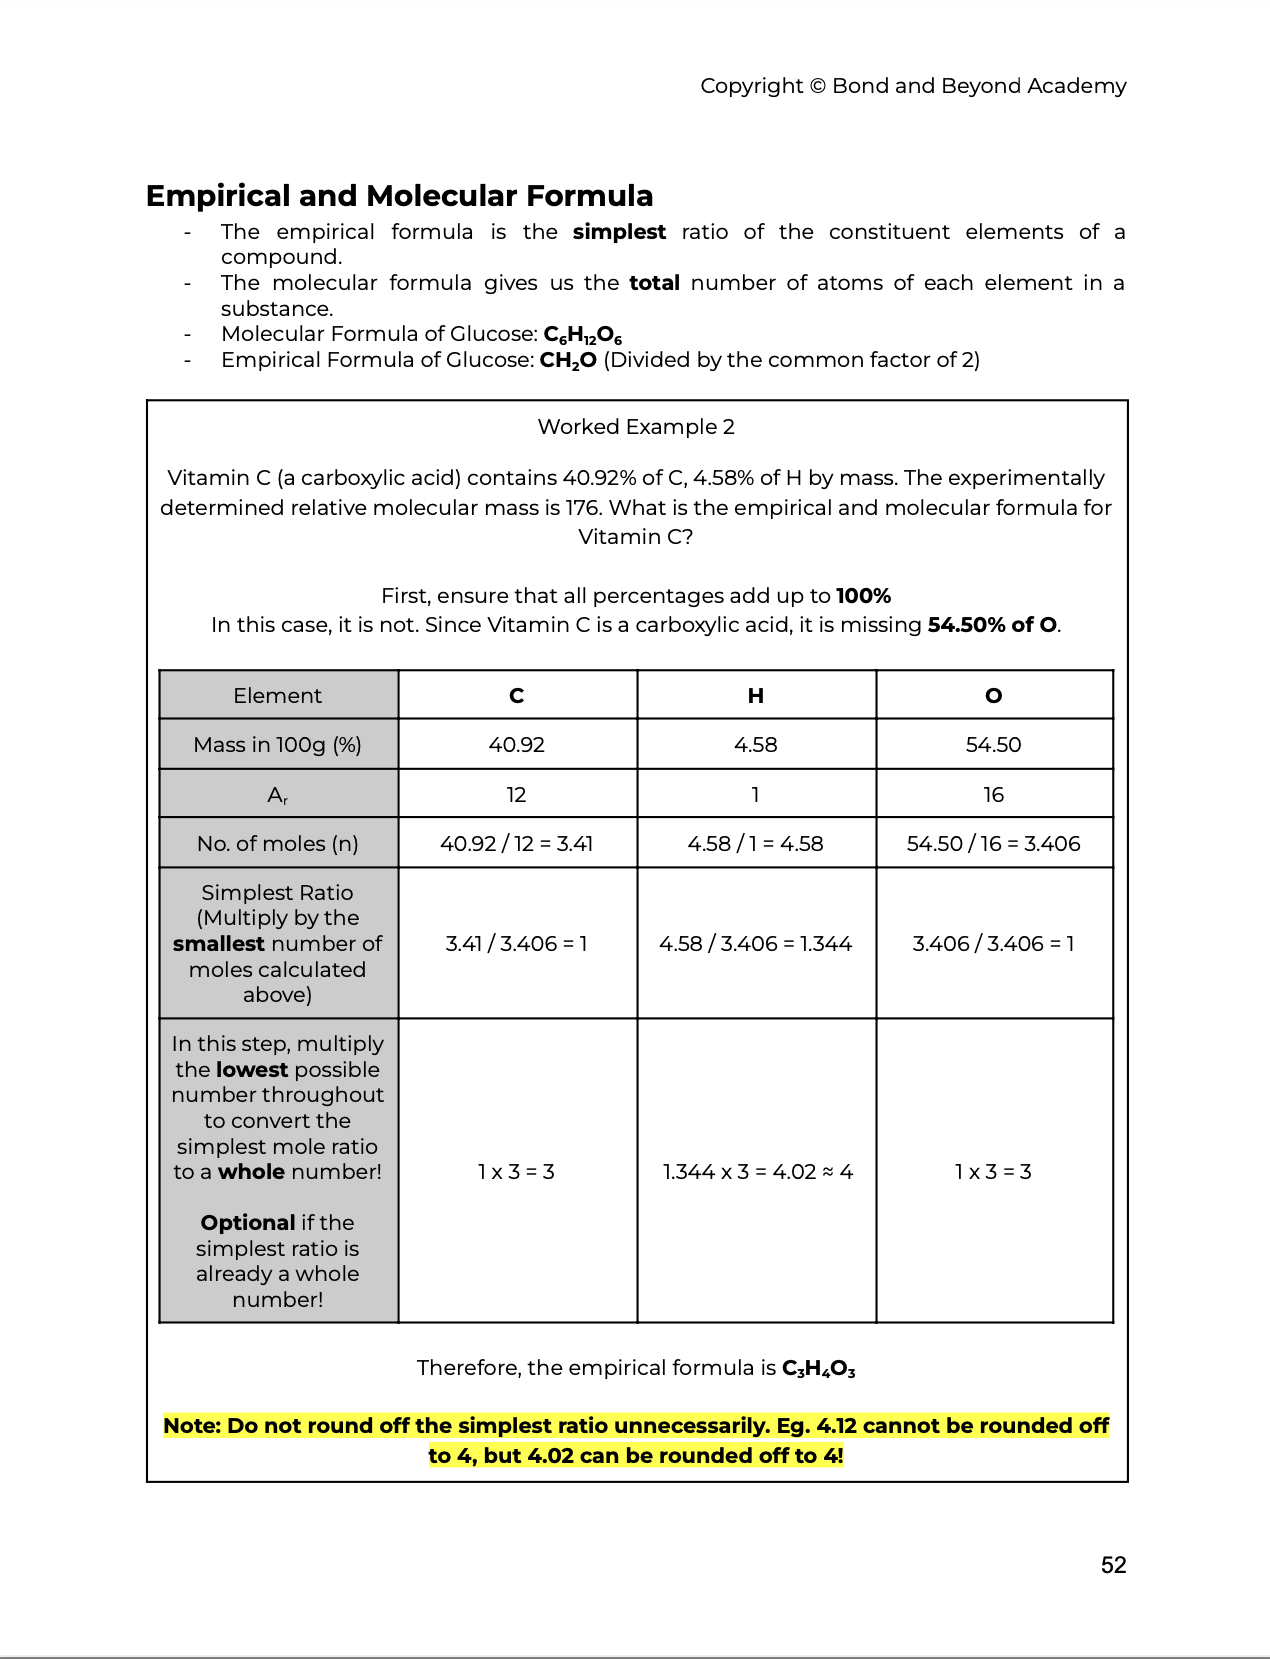 Copyright © Bond and Beyond Academy
Empirical and Molecular Formula
- The empirical formula is the simplest ratio of the constituent elements of a
compound.
- The molecular formula gives us the total number of atoms of each element in a
substance.
- Molecular Formula of Glucose: C₆H₁₂O₆
- Empirical Formula of Glucose: CH₂O (Divided by the common factor of 2)
Worked Example 2
Vitamin C (a carboxylic acid) contains 40.92% of C, 4.58% of H by mass. The experimentally
determined relative molecular mass is 176. What is the empirical and molecular formula for
Vitamin C?
First, ensure that all percentages add up to 100%
In this case, it is not. Since Vitamin C is a carboxylic acid, it is missing 54.50% of O.
Element C H O
Mass in 100g (%) 40.92 4.58 54.50
Aᵣ 12 1 16
No. of moles (n) 40.92 / 12 = 3.41 4.58 / 1 = 4.58 54.50 / 16 = 3.406
Simplest Ratio
(Multiply by the
smallest number of
moles calculated
above)
3.41 / 3.406 = 1 4.58 / 3.406 = 1.344 3.406 / 3.406 = 1
In this step, multiply
the lowest possible
number throughout
to convert the
simplest mole ratio
to a whole number!
Optional if the
simplest ratio is
already a whole
number!
1 x 3 = 3 1.344 x 3 = 4.02 ≈ 4 1 x 3 = 3
Therefore, the empirical formula is C₃H₄O₃
Note: Do not round off the simplest ratio unnecessarily. Eg. 4.12 cannot be rounded off
to 4, but 4.02 can be rounded off to 4!
52